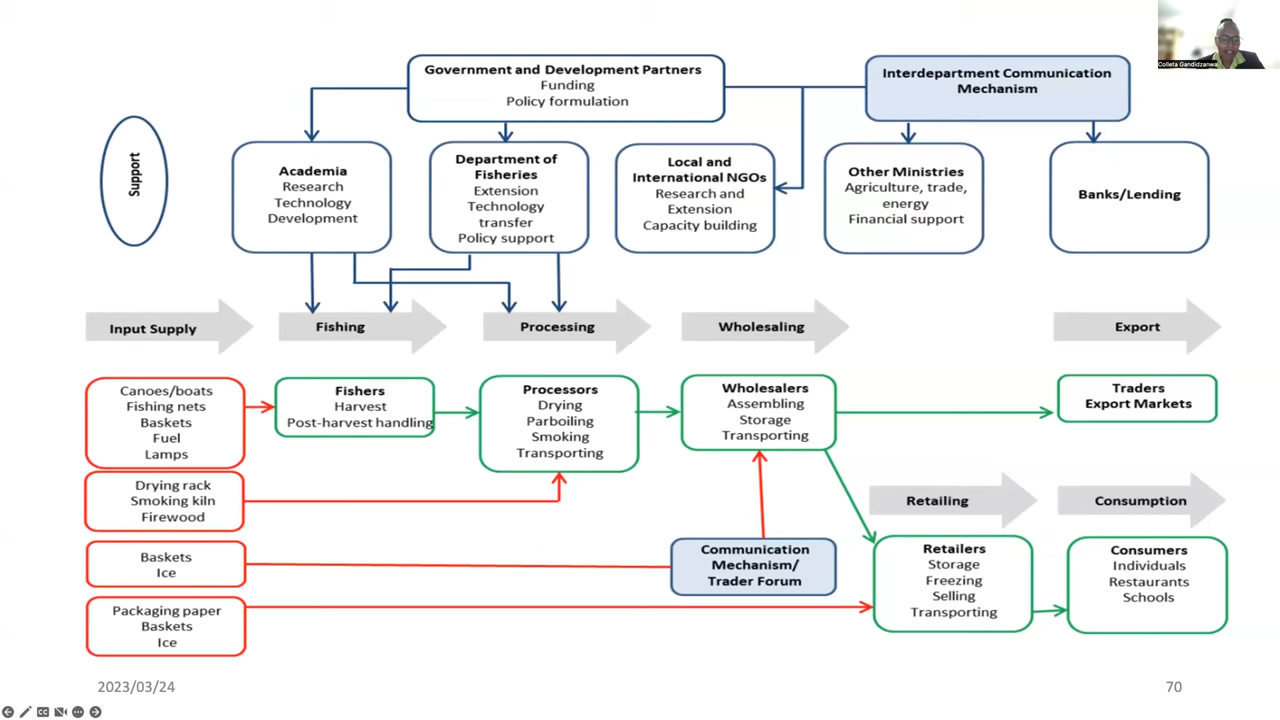 Colleta Gandidzanwa
Government and Development Partners
Funding
Policy formulation
Interdepartment Communication
Mechanism
Support
Academia
Research
Technology
Development
Department of
Fisheries
Extension
Technology
transfer
Policy support
Local and
International NGOs
Research and
Extension
Capacity building
Other Ministries
Agriculture, trade,
energy
Financial support
Banks/Lending
Input Supply
Fishing
Processing
Wholesaling
Export
Canoes/boats
Fishing nets
Baskets
Fuel
Lamps
Fishers
Harvest
Post-harvest handling
Processors
Drying
Parboiling
Smoking
Transporting
Wholesalers
Assembling
Storage
Transporting
Traders
Export Markets
Drying rack
Smoking kiln
Firewood
Retailing
Consumption
Baskets
Ice
Communication
Mechanism/
Trader Forum
Retailers
Storage
Freezing
Selling
Transporting
Consumers
Individuals
Restaurants
Schools
Packaging paper
Baskets
Ice
2023/03/24
70